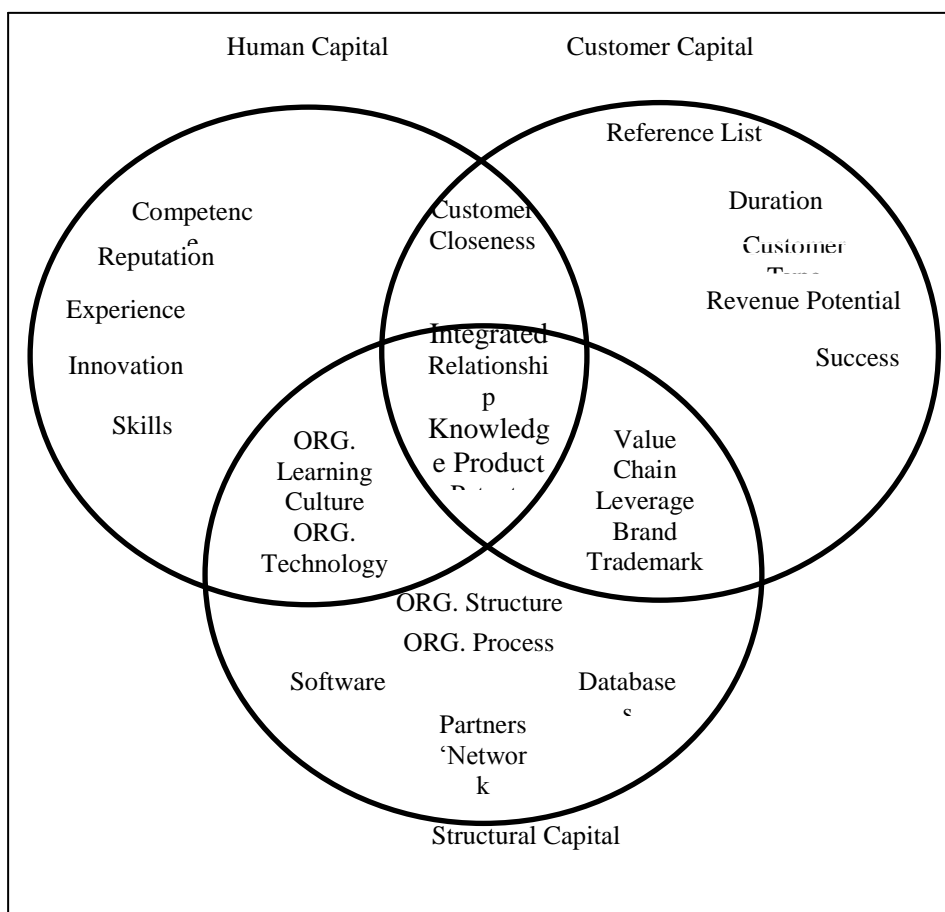 Human Capital
Customer Capital
Reference List
Competenc
e
Reputation
Experience
Innovation
Skills
Customer
Closeness
Duration
Customer
Revenue Potential
Success
Integrated
Relationshi
p
Knowledg
e Product
ORG.
Learning
Culture
ORG.
Technology
Value
Chain
Leverage
Brand
Trademark
ORG. Structure
ORG. Process
Software
Database
s
Partners
‘Networ
k
Structural Capital